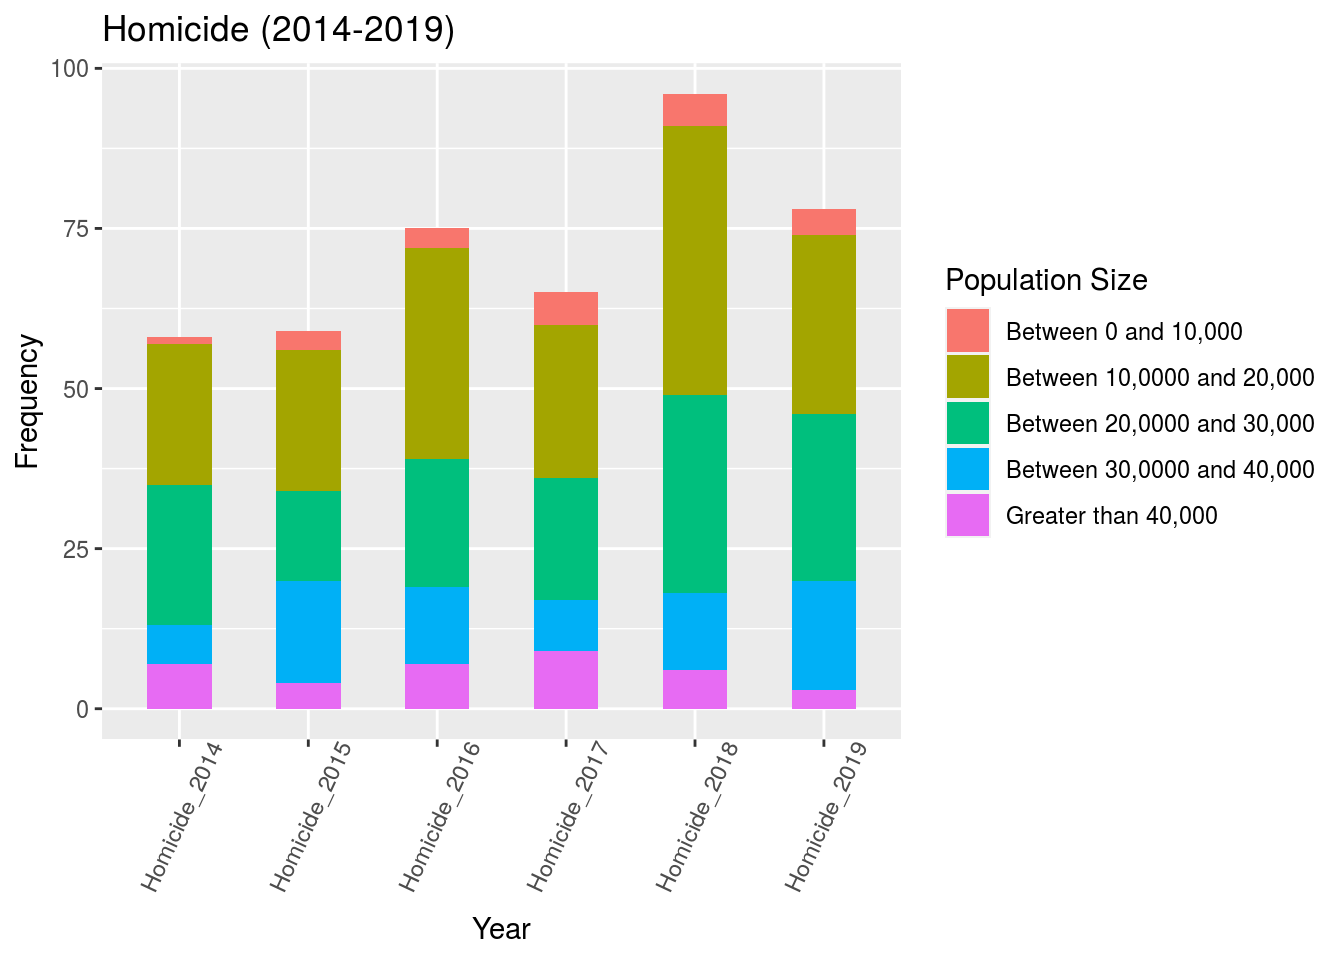 Homicide (2014-2019)
100
75
50
25
0
Frequency
Homicide_2014
Homicide_2015
Homicide_2016
Homicide_2017
Homicide_2018
Homicide_2019
Year
Population Size
Between 0 and 10,000
Between 10,0000 and 20,000
Between 20,0000 and 30,000
Between 30,0000 and 40,000
Greater than 40,000